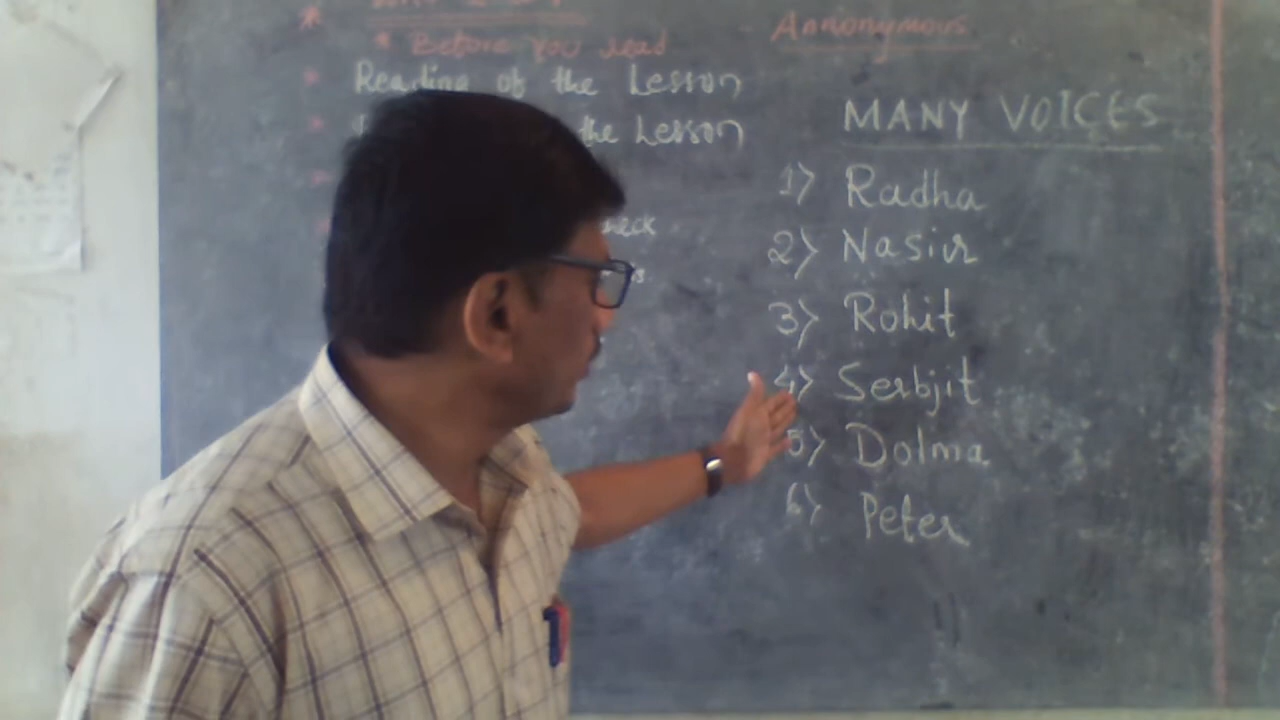 * Before you read
Reading of the Lesson
the Lesson
Annonymous
MANY VOICES
1) Radha
2) Nasir
3) Rohit
4) Serbjit
5) Dolma
6) Peter